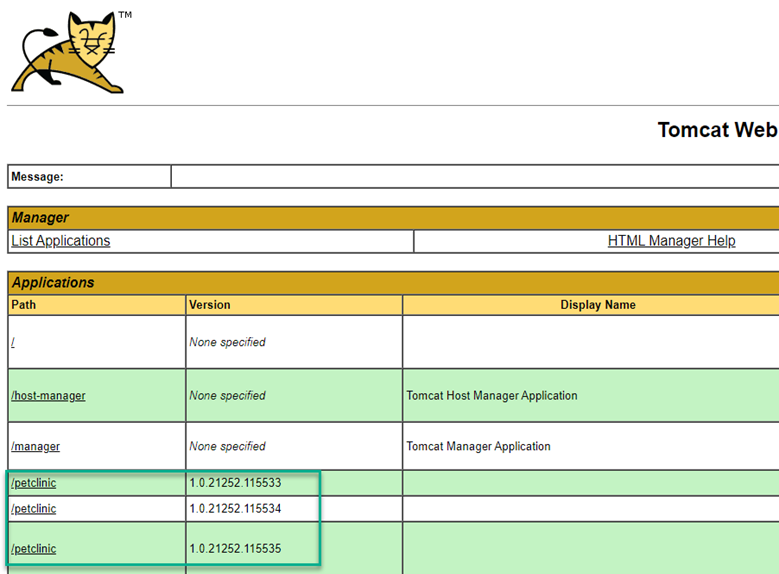 TM
Tomcat Web
Message:
Manager
List Applications HTML Manager Help
Applications
Path Version Display Name
/ None specified
/host-manager None specified Tomcat Host Manager Application
/manager None specified Tomcat Manager Application
/petclinic 1.0.21252.115533
/petclinic 1.0.21252.115534
/petclinic 1.0.21252.115535